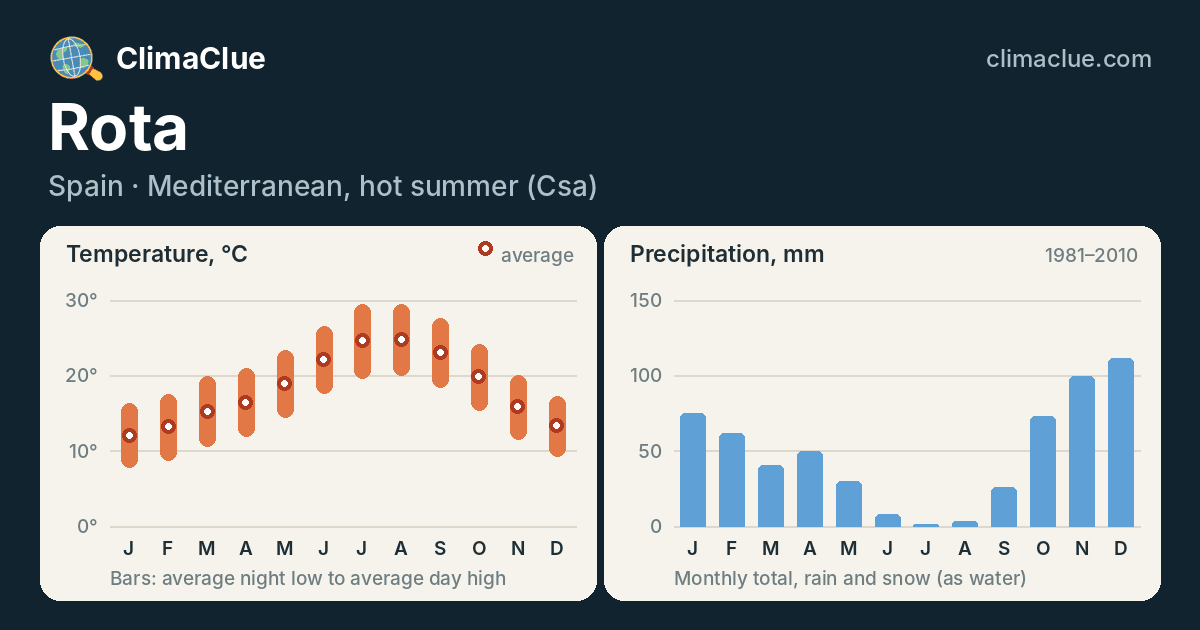 ClimaClue
climaclue.com
Rota
Spain · Mediterranean, hot summer (Csa)
Temperature, °C
average
30°
20°
10°
0°
J F M A M J J A S O N D
Bars: average night low to average day high
Precipitation, mm
1981–2010
150
100
50
0
J F M A M J J A S O N D
Monthly total, rain and snow (as water)